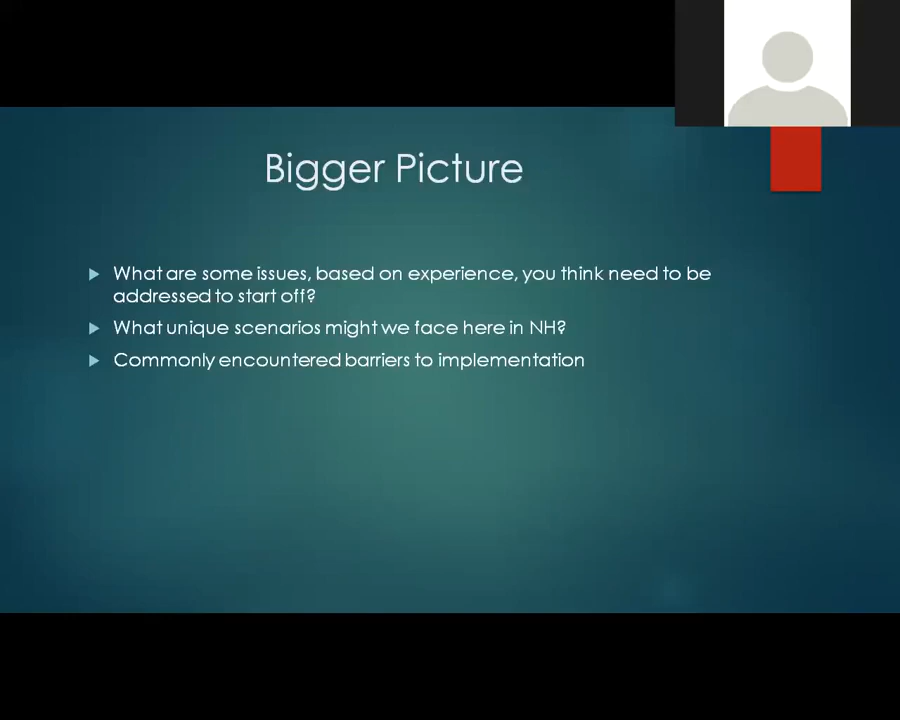 Bigger Picture
What are some issues, based on experience, you think need to be
addressed to start off?
What unique scenarios might we face here in NH?
Commonly encountered barriers to implementation